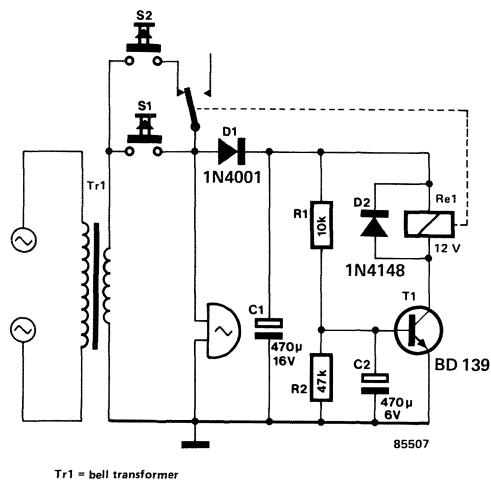 S2
S1
D1
1N4001
Tr1
R1
10k
D2
Re1
12 V
1N4148
T1
C1
470µ
16V
BD 139
R2
47k
C2
470µ
6V
85507
Tr1 = bell transformer